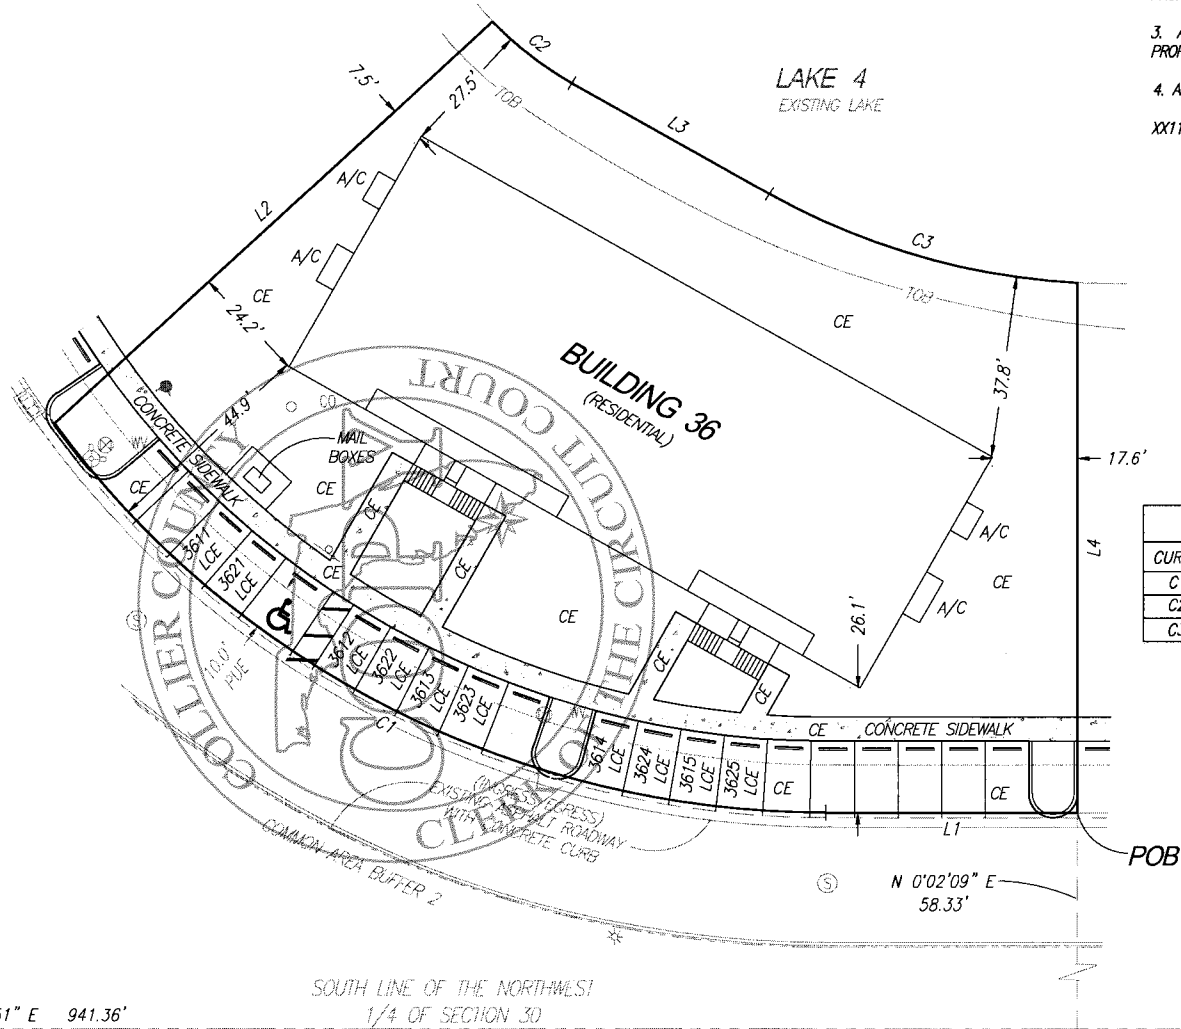 3. A
PROP
4. A
C2
LAKE 4
EXISTING LAKE
7.5'
27.5'
TOB
L3
A/C
L2
A/C
C3
CE
24.2'
TOB
CE
BUILDING 36
(RESIDENTIAL)
37.8'
17.6'
CONCRETE SIDEWALK
44.9'
CO
MAIL
BOXES
WV
CE
CE
CE
A/C
L4
CUR
C
C2
C3
3611
LCE
3621
LCE
CE
CE
CE
CE
A/C
26.1'
10.0'
PUE
3612
LCE
3622
LCE
3613
LCE
3623
LCE
CE
CE
C1
3614
LCE
3624
LCE
3615
LCE
3625
LCE
CE
CONCRETE SIDEWALK
CE
CE
L1
(INGRESS EGRESS)
EXISTING ASPHALT ROADWAY
WITH CONCRETE CURB
COMMON AREA BUFFER 2
POB
S
S
N 0°02'09" E
58.33'
SOUTH LINE OF THE NORTHWEST
1/4 OF SECTION 30
51" E 941.36'
COLLIER COUNTY
CLERK OF THE CIRCUIT COURT
COPY